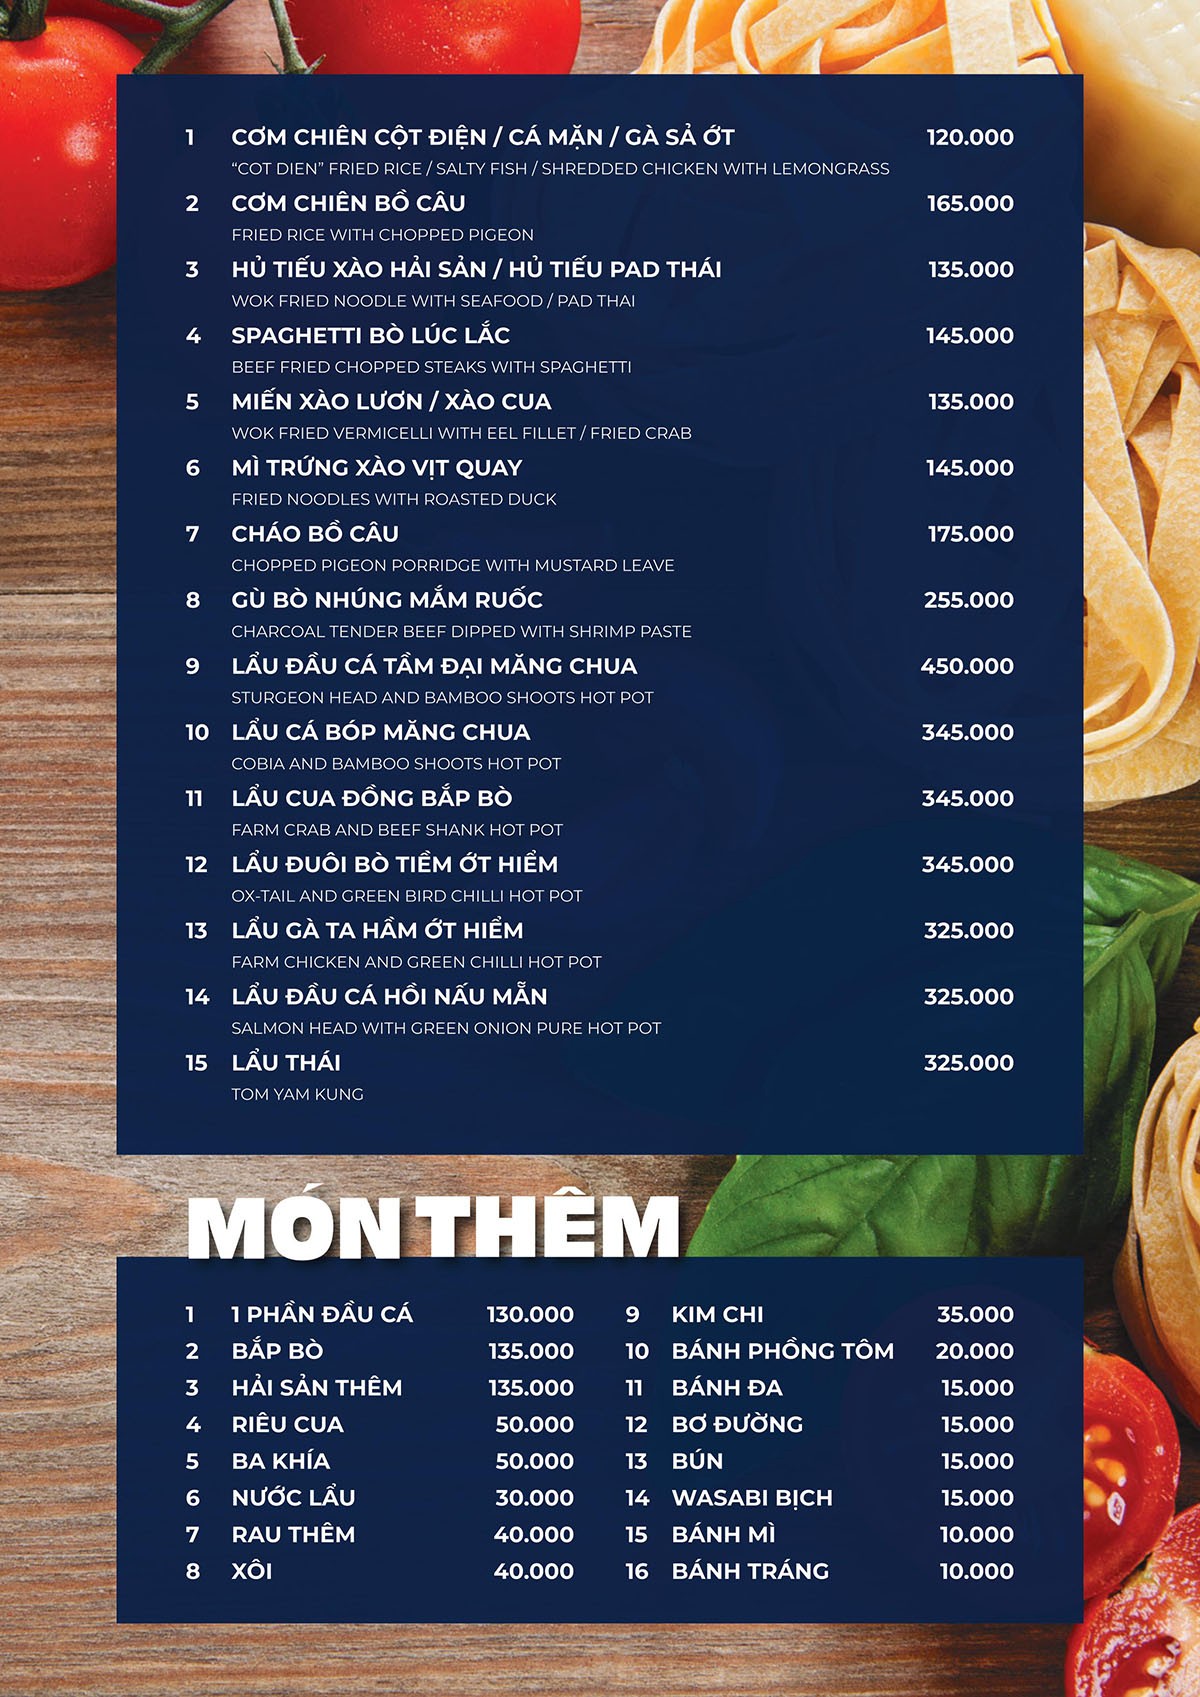 1 CƠM CHIÊN CỘT ĐIỆN / CÁ MẶN / GÀ SẢ ỚT 120.000
“COT DIEN” FRIED RICE / SALTY FISH / SHREDDED CHICKEN WITH LEMONGRASS
2 CƠM CHIÊN BỒ CÂU 165.000
FRIED RICE WITH CHOPPED PIGEON
3 HỦ TIẾU XÀO HẢI SẢN / HỦ TIẾU PAD THÁI 135.000
WOK FRIED NOODLE WITH SEAFOOD / PAD THAI
4 SPAGHETTI BÒ LÚC LẮC 145.000
BEEF FRIED CHOPPED STEAKS WITH SPAGHETTI
5 MIẾN XÀO LƯƠN / XÀO CUA 135.000
WOK FRIED VERMICELLI WITH EEL FILLET / FRIED CRAB
6 MÌ TRỨNG XÀO VỊT QUAY 145.000
FRIED NOODLES WITH ROASTED DUCK
7 CHÁO BỒ CÂU 175.000
CHOPPED PIGEON PORRIDGE WITH MUSTARD LEAVE
8 GÙ BÒ NHÚNG MẮM RUỐC 255.000
CHARCOAL TENDER BEEF DIPPED WITH SHRIMP PASTE
9 LẨU ĐẦU CÁ TẦM ĐẠI MĂNG CHUA 450.000
STURGEON HEAD AND BAMBOO SHOOTS HOT POT
10 LẨU CÁ BÓP MĂNG CHUA 345.000
COBIA AND BAMBOO SHOOTS HOT POT
11 LẨU CUA ĐỒNG BẮP BÒ 345.000
FARM CRAB AND BEEF SHANK HOT POT
12 LẨU ĐUÔI BÒ TIỀM ỚT HIỂM 345.000
OX-TAIL AND GREEN BIRD CHILLI HOT POT
13 LẨU GÀ TA HẦM ỚT HIỂM 325.000
FARM CHICKEN AND GREEN CHILLI HOT POT
14 LẨU ĐẦU CÁ HỒI NẤU MẴN 325.000
SALMON HEAD WITH GREEN ONION PURE HOT POT
15 LẨU THÁI 325.000
TOM YAM KUNG
MÓN THÊM
1 1 PHẦN ĐẦU CÁ 130.000
2 BẮP BÒ 135.000
3 HẢI SẢN THÊM 135.000
4 RIÊU CUA 50.000
5 BA KHÍA 50.000
6 NƯỚC LẨU 30.000
7 RAU THÊM 40.000
8 XÔI 40.000
9 KIM CHI 35.000
10 BÁNH PHỒNG TÔM 20.000
11 BÁNH ĐA 15.000
12 BƠ ĐƯỜNG 15.000
13 BÚN 15.000
14 WASABI BỊCH 15.000
15 BÁNH MÌ 10.000
16 BÁNH TRÁNG 10.000